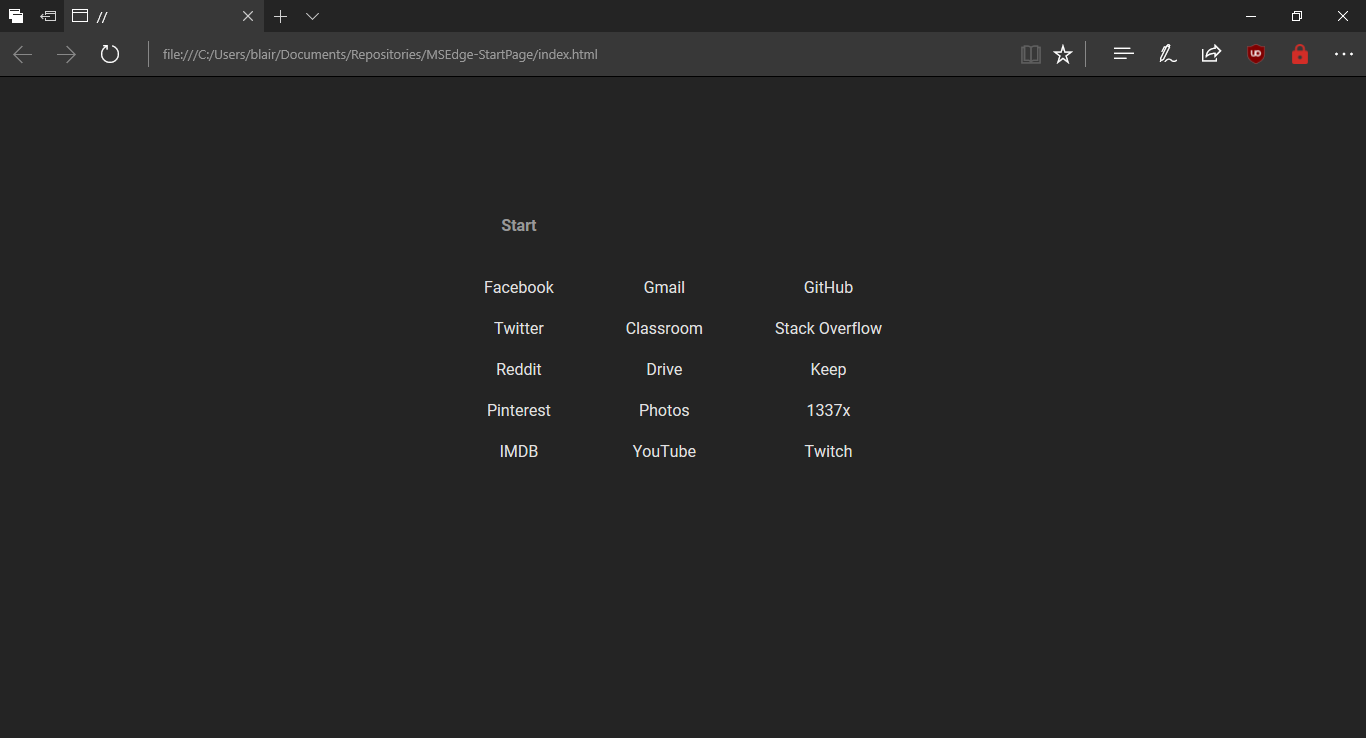 //
file:///C:/Users/blair/Documents/Repositories/MSEdge-StartPage/index.html
Start
Facebook Gmail GitHub
Twitter Classroom Stack Overflow
Reddit Drive Keep
Pinterest Photos 1337x
IMDB YouTube Twitch